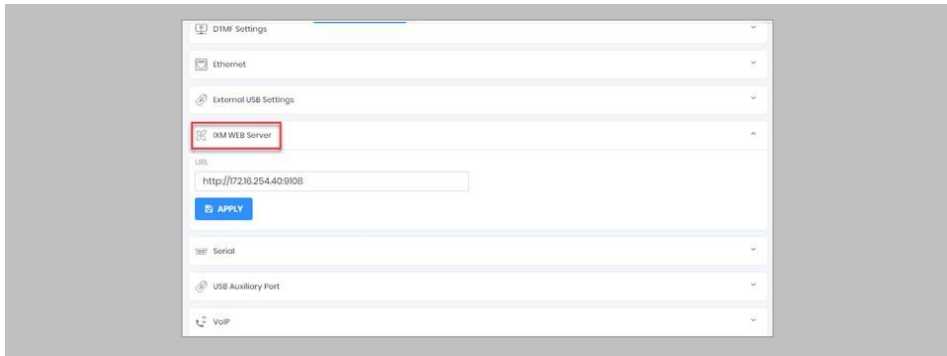 DTMF Settings
Ethernet
External USB Settings
IXM WEB Server
URL
http://172.16.254.40:9108
APPLY
Serial
USB Auxiliary Port
VoIP